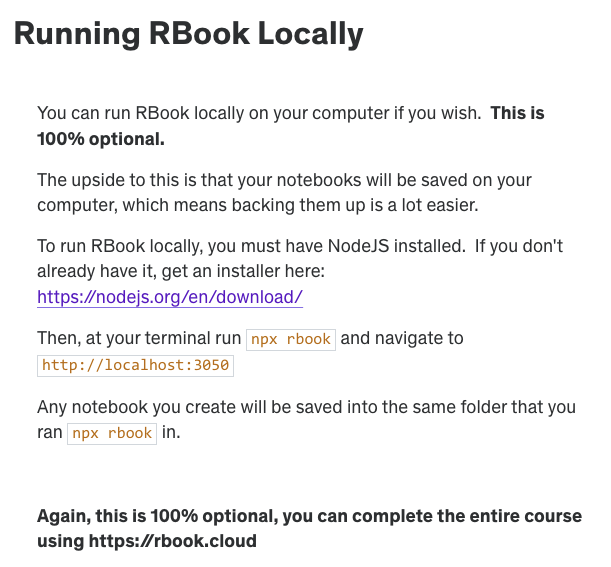 Running RBook Locally
You can run RBook locally on your computer if you wish.  This is
100% optional.
The upside to this is that your notebooks will be saved on your
computer, which means backing them up is a lot easier.
To run RBook locally, you must have NodeJS installed.  If you don't
already have it, get an installer here:
https://nodejs.org/en/download/
Then, at your terminal run npx rbook and navigate to
http://localhost:3050
Any notebook you create will be saved into the same folder that you
ran npx rbook in.
Again, this is 100% optional, you can complete the entire course
using https://rbook.cloud